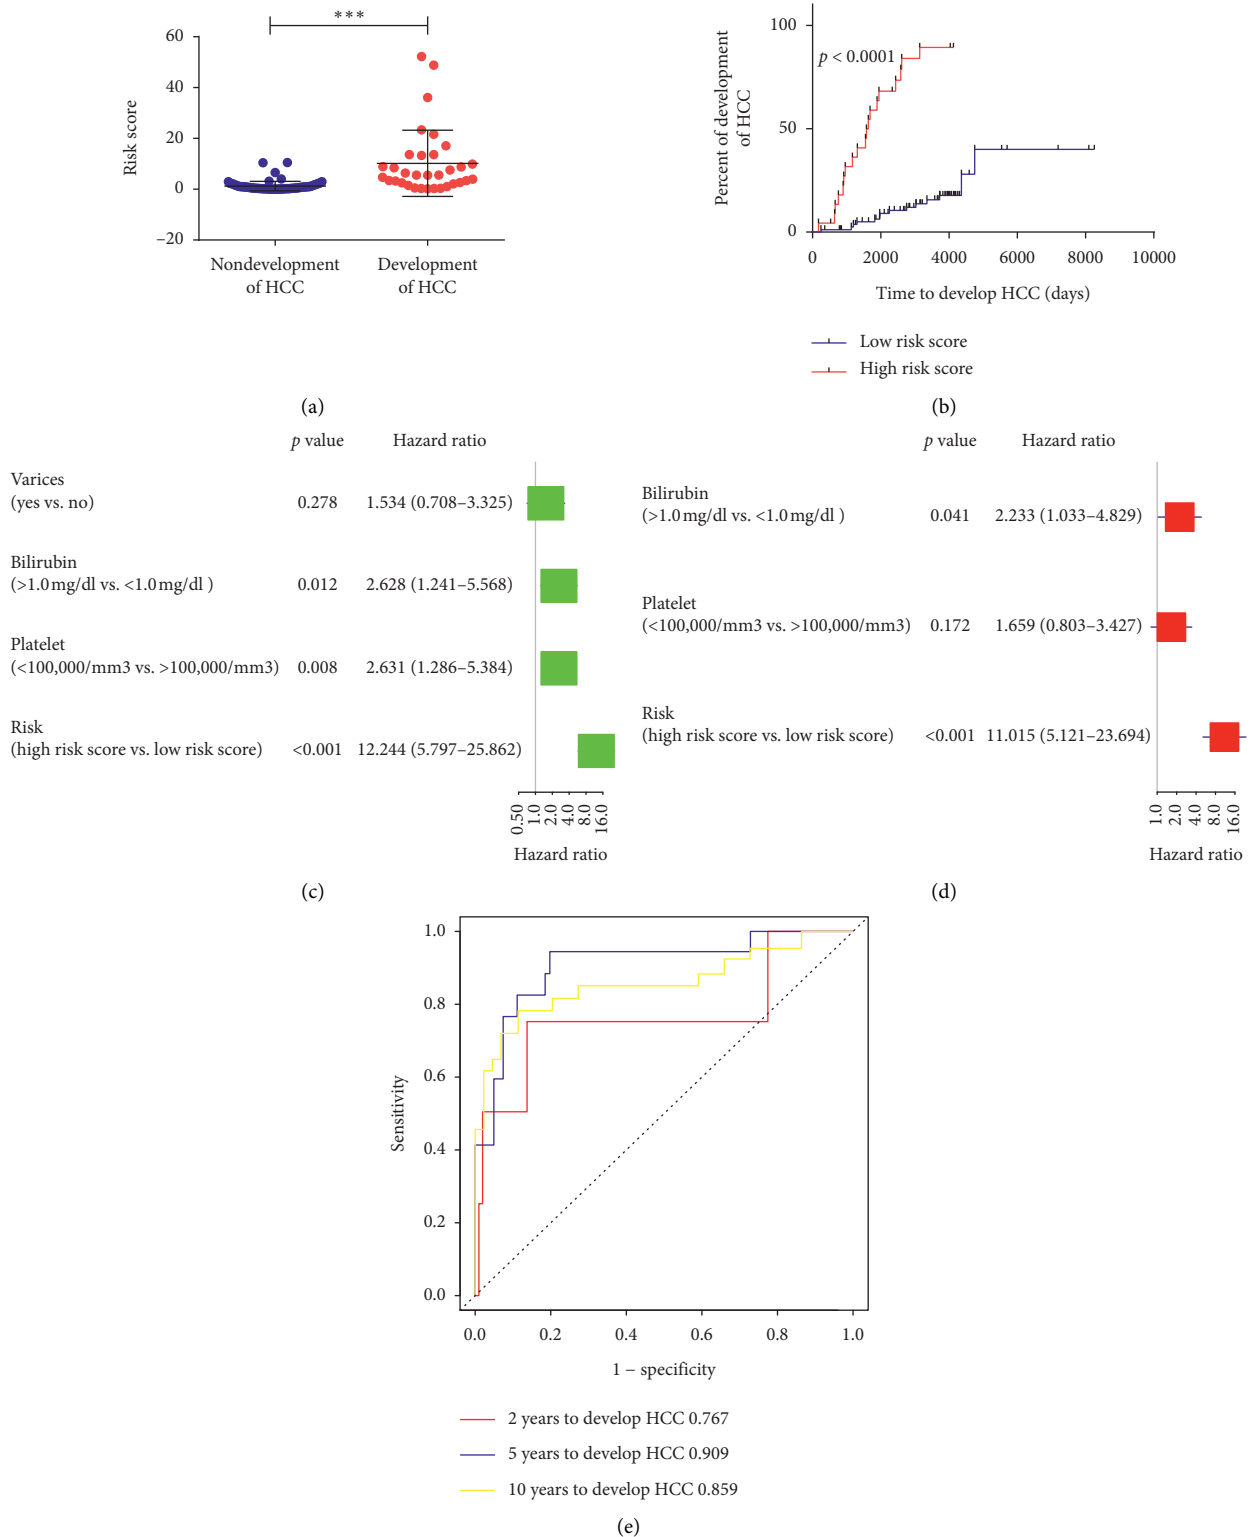 ***
60
40
20
0
−20
Risk score
Nondevelopment
of HCC
Development
of HCC
(a)
100
50
0
Percent of development
of HCC
p < 0.0001
0 2000 4000 6000 8000 10000
Time to develop HCC (days)
Low risk score
High risk score
(b)
p value Hazard ratio
Varices
(yes vs. no) 0.278 1.534 (0.708–3.325)
Bilirubin
(>1.0 mg/dl vs. <1.0 mg/dl ) 0.012 2.628 (1.241–5.568)
Platelet
(<100,000/mm3 vs. >100,000/mm3) 0.008 2.631 (1.286–5.384)
Risk
(high risk score vs. low risk score) <0.001 12.244 (5.797–25.862)
0.50 1.0 2.0 4.0 8.0 16.0
Hazard ratio
(c)
p value Hazard ratio
Bilirubin
(>1.0 mg/dl vs. <1.0 mg/dl ) 0.041 2.233 (1.033–4.829)
Platelet
(<100,000/mm3 vs. >100,000/mm3) 0.172 1.659 (0.803–3.427)
Risk
(high risk score vs. low risk score) <0.001 11.015 (5.121–23.694)
1.0 2.0 4.0 8.0 16.0
Hazard ratio
(d)
1.0
0.8
0.6
0.4
0.2
0.0
Sensitivity
0.0 0.2 0.4 0.6 0.8 1.0
1 − specificity
2 years to develop HCC 0.767
5 years to develop HCC 0.909
10 years to develop HCC 0.859
(e)